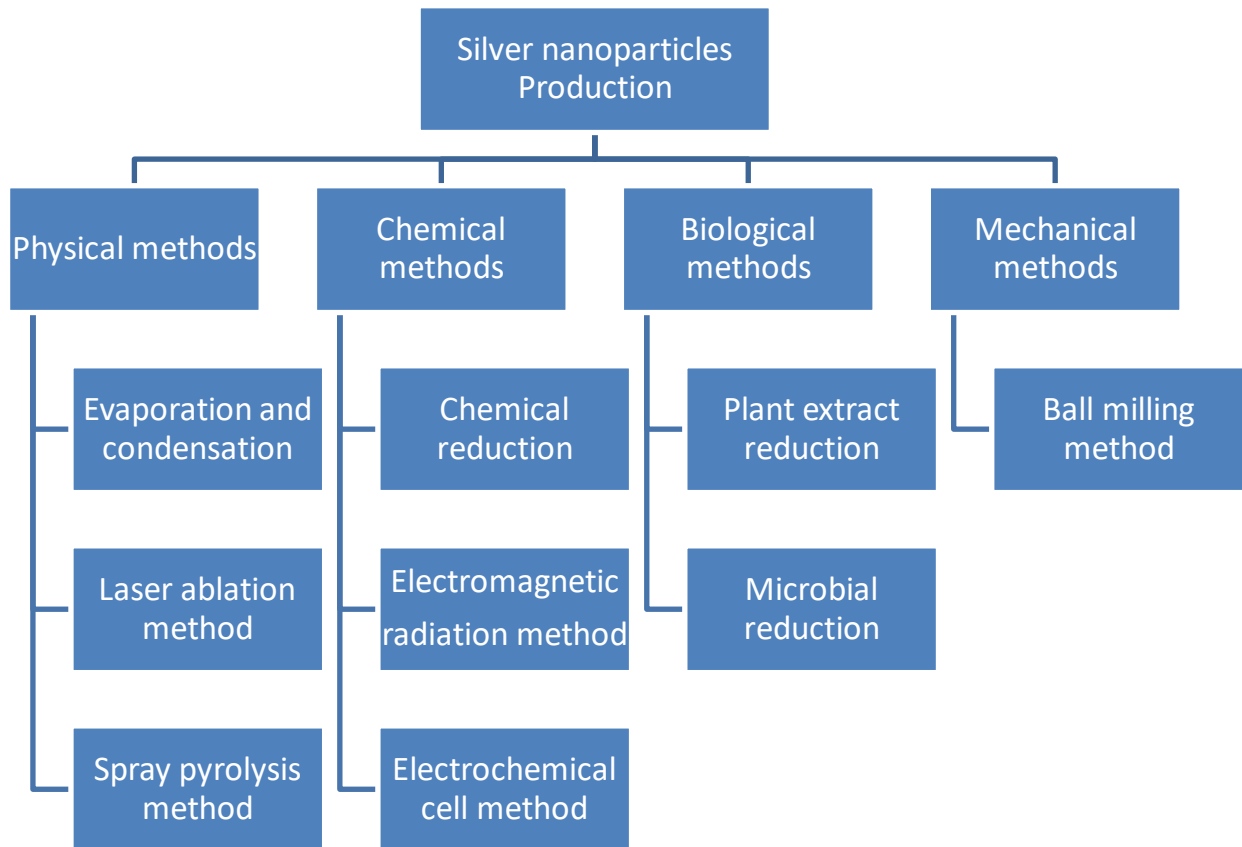 Silver nanoparticles
Production
Physical methods
Chemical
methods
Biological
methods
Mechanical
methods
Evaporation and
condensation
Chemical
reduction
Plant extract
reduction
Ball milling
method
Laser ablation
method
Electromagnetic
radiation method
Microbial
reduction
Spray pyrolysis
method
Electrochemical
cell method